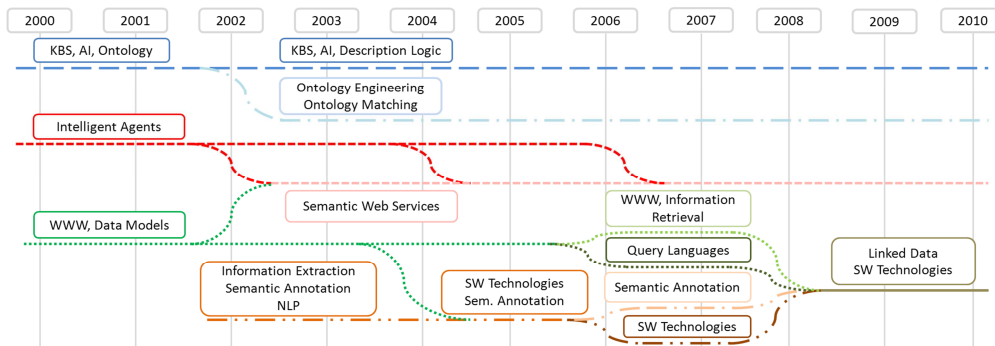 2000
2001
2002
2003
2004
2005
2006
2007
2008
2009
2010
KBS, AI, Ontology
KBS, AI, Description Logic
Ontology Engineering
Ontology Matching
Intelligent Agents
Semantic Web Services
WWW, Information
Retrieval
WWW, Data Models
Query Languages
Linked Data
SW Technologies
Information Extraction
Semantic Annotation
NLP
SW Technologies
Sem. Annotation
Semantic Annotation
SW Technologies